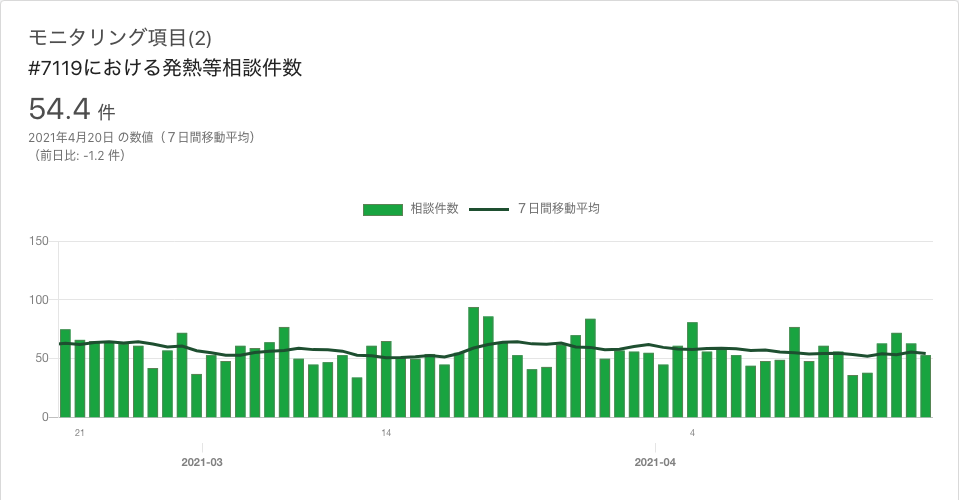 モニタリング項目(2)
#7119における発熱等相談件数
54.4 件
2021年4月20日 の数値（７日間移動平均）
（前日比: -1.2 件）
相談件数 ７日間移動平均
150
100
50
0
21 14 4
2021-03 2021-04